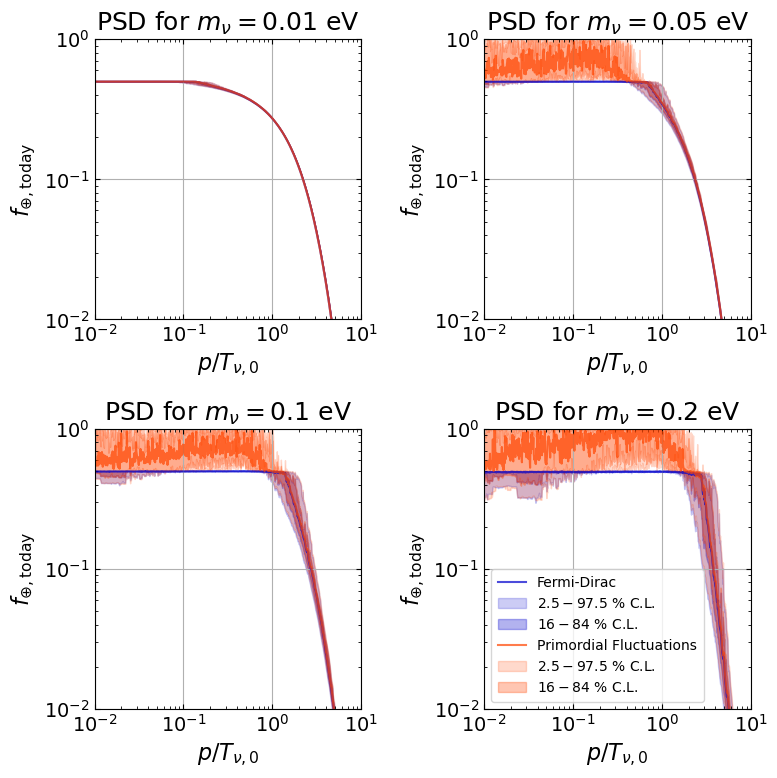 PSD for $m_\nu = 0.01$ eV
PSD for $m_\nu = 0.05$ eV
$f_{\oplus,\mathrm{today}}$
$10^0$
$10^{-1}$
$10^{-2}$
$10^{-2}$ $10^{-1}$ $10^0$ $10^1$
$p/T_{\nu,0}$
$f_{\oplus,\mathrm{today}}$
$10^0$
$10^{-1}$
$10^{-2}$
$10^{-2}$ $10^{-1}$ $10^0$ $10^1$
$p/T_{\nu,0}$
PSD for $m_\nu = 0.1$ eV
PSD for $m_\nu = 0.2$ eV
$f_{\oplus,\mathrm{today}}$
$10^0$
$10^{-1}$
$10^{-2}$
$10^{-2}$ $10^{-1}$ $10^0$ $10^1$
$p/T_{\nu,0}$
$f_{\oplus,\mathrm{today}}$
$10^0$
$10^{-1}$
$10^{-2}$
Fermi-Dirac
2.5 − 97.5 % C.L.
16 − 84 % C.L.
Primordial Fluctuations
2.5 − 97.5 % C.L.
16 − 84 % C.L.
$10^{-2}$ $10^{-1}$ $10^0$ $10^1$
$p/T_{\nu,0}$